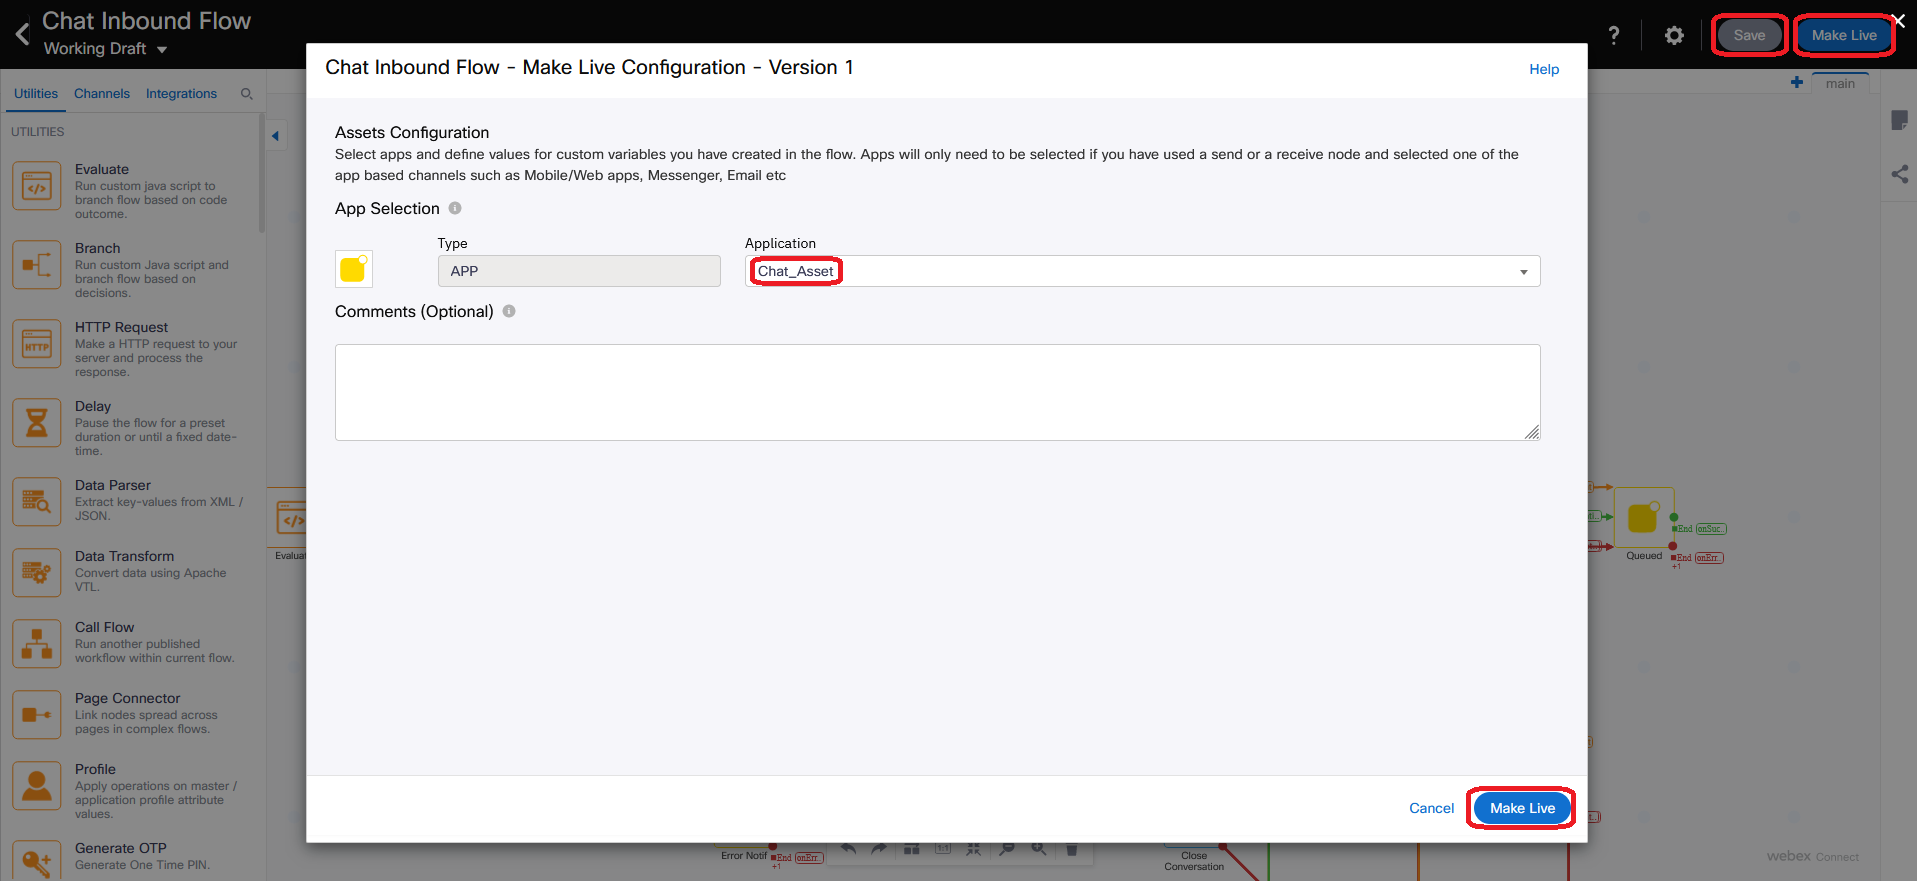 Chat Inbound Flow
Working Draft
?
Save
Make Live
Chat Inbound Flow - Make Live Configuration - Version 1
Help
Utilities
Channels
Integrations
main
UTILITIES
Assets Configuration
Select apps and define values for custom variables you have created in the flow. Apps will only need to be selected if you have used a send or a receive node and selected one of the
app based channels such as Mobile/Web apps, Messenger, Email etc
App Selection
Type
Application
APP
Chat_Asset
Comments (Optional)
Evaluate
Run custom java script to
branch flow based on code
outcome.
Branch
Run custom Java script and
branch flow based on
decisions.
HTTP Request
HTTP
Make a HTTP request to your
server and process the
response.
Delay
Pause the flow for a preset
duration or until a fixed date-
time.
Data Parser
Extract key-values from XML /
JSON.
Data Transform
Convert data using Apache
VTL.
Call Flow
Run another published
workflow within current flow.
Page Connector
Link nodes spread across
pages in complex flows.
Profile
Apply operations on master /
application profile attribute
values.
Generate OTP
Generate One Time PIN.
Evaluat
Queued
End onSuc..
End onErr..
+1
Cancel
Make Live
Error Notif
End onErr..
+1
1:1
Close
Conversation
webex Connect